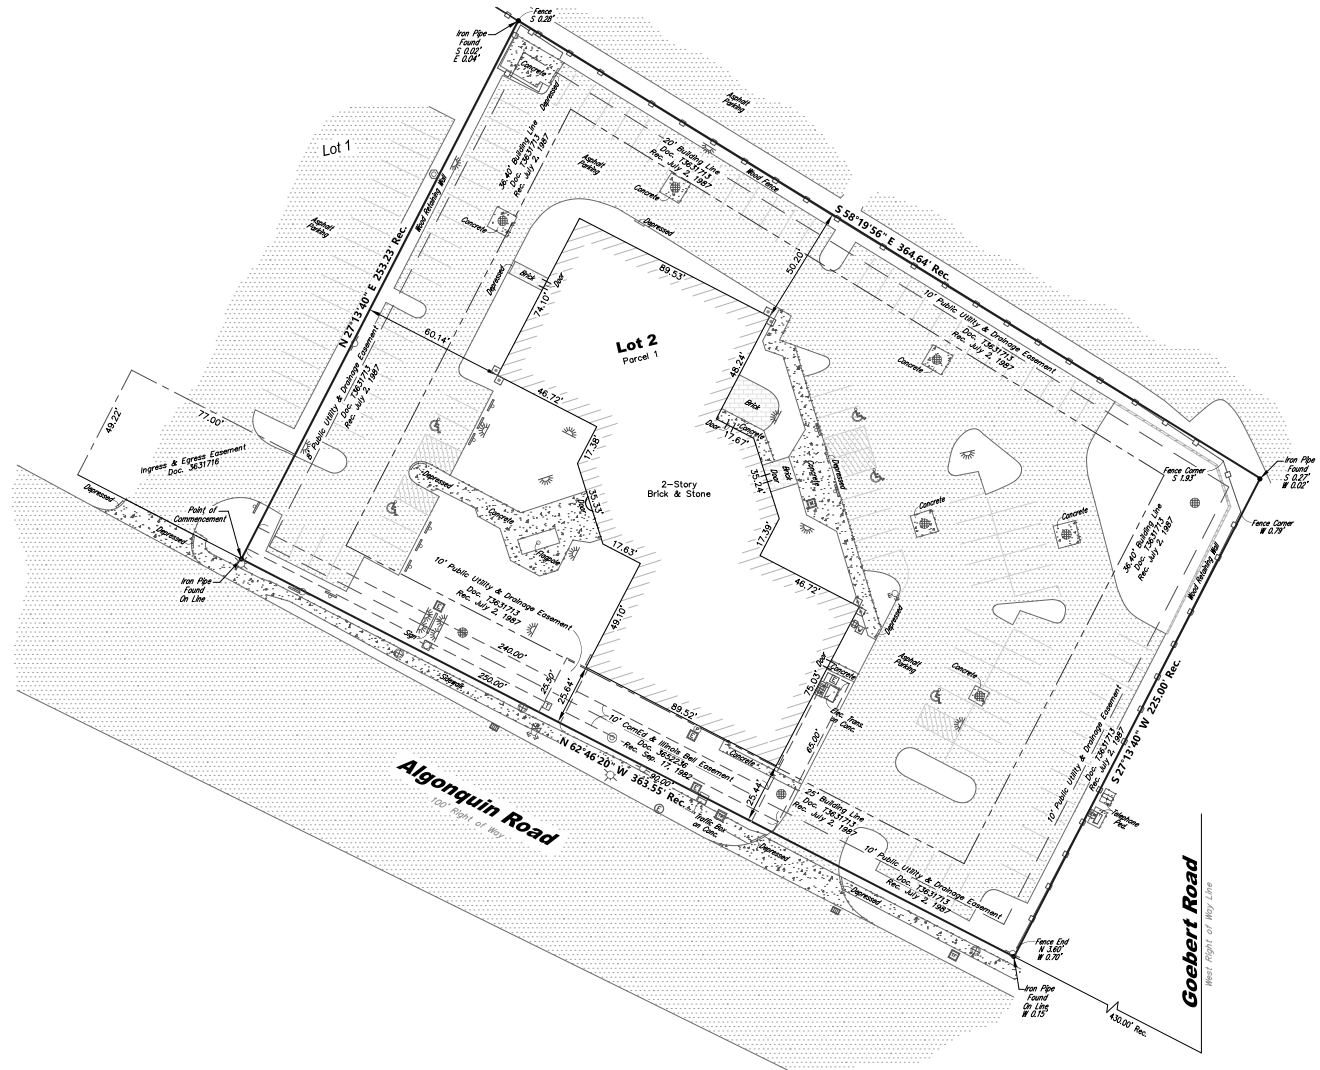 Fence
S 0.28'
Iron Pipe
Found
S 0.02'
E 0.04'
Concrete
Depressed
Asphalt
Parking
Lot 1
36.40' Building Line
Doc. T3631713
Rec. July 2, 1987
20' Building Line
Doc. T3631713
Rec. July 2, 1987
Asphalt
Parking
Wood Fence
Wood Retaining Wall
Concrete
Concrete
Depressed
Asphalt
Parking
S 58°19'56" E 364.64' Rec.
N 27°13'40" E 253.23' Rec.
50.20'
89.53'
Depressed
Brick
Door
74.10'
60.14'
Lot 2
Parcel 1
10' Public Utility & Drainage Easement
Doc. T3631713
Rec. July 2, 1987
Concrete
48.24'
8' Public Utility & Drainage Easement
Doc. T3631713
Rec. July 2, 1987
46.72'
Brick
Door
17.67'
Concrete
49.22'
77.00'
Ingress & Egress Easement
Doc. 3631716
17.38'
35.33'
Door
2-Story
Brick & Stone
35.24'
Door
Brick
Depressed
Concrete
Fence Corner
S 1.93'
Iron Pipe
Found
S 0.27'
W 0.02'
Fence Corner
W 0.79'
Depressed
Depressed
Point of
Commencement
Depressed
Concrete
Flagpole
17.63'
17.39'
46.72'
Concrete
Concrete
36.40' Building Line
Doc. T3631713
Rec. July 2, 1987
Wood Retaining Wall
Iron Pipe
Found
On Line
10' Public Utility & Drainage Easement
Doc. T3631713
Rec. July 2, 1987
49.10'
Sign
240.00'
250.00'
Sidewalk
25.50'
25.64'
89.52'
Door
75.03'
Concrete
Elec. Trans.
on Conc.
65.00'
Depressed
Asphalt
Parking
Concrete
10' ComEd & Illinois Bell Easement
Doc. 3652236
Rec. Sep. 17, 1982
Concrete
N 62°46'20" W 363.55' Rec.
90.00'
25.44'
Traffic Box
on Conc.
25' Building Line
Doc. T3631713
Rec. July 2, 1987
Depressed
10' Public Utility & Drainage Easement
Doc. T3631713
Rec. July 2, 1987
S 27°13'40" W 225.00' Rec.
Telephone
Ped.
10' Public Utility & Drainage Easement
Doc. T3631713
Rec. July 2, 1987
Depressed
Algonquin Road
100' Right of Way
Goebert Road
West Right of Way Line
Fence End
N 3.60'
W 0.70'
Iron Pipe
Found
On Line
W 0.15'
430.00' Rec.